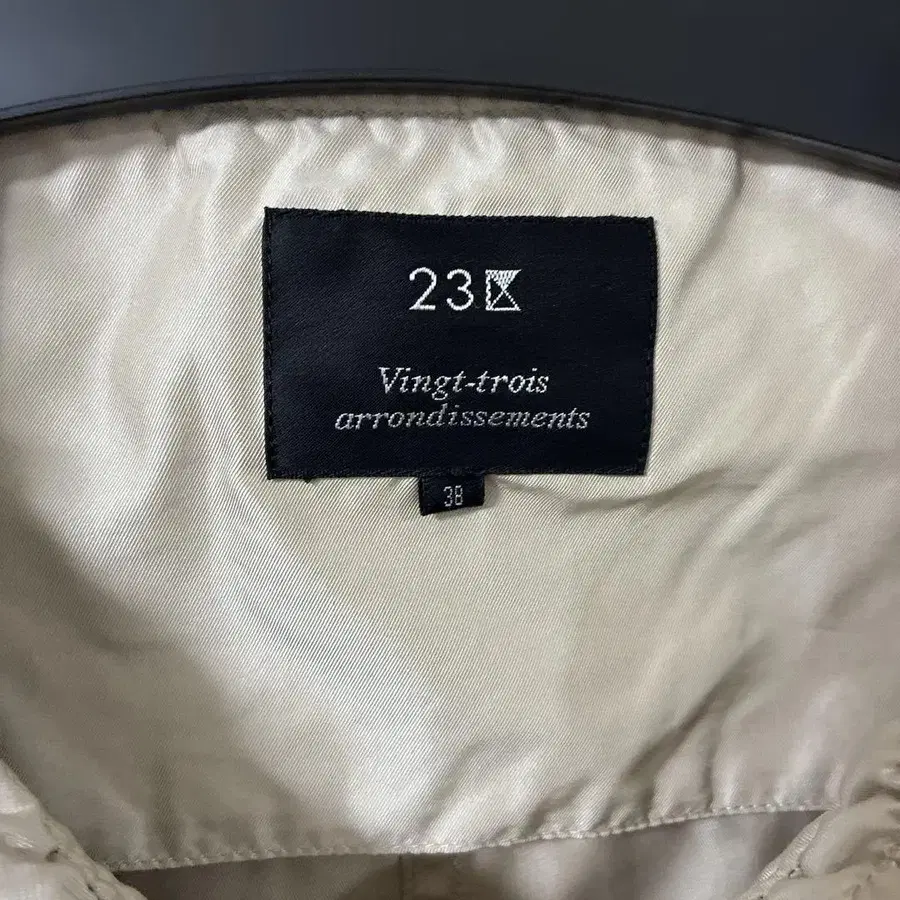 23区
Vingt-trois
arrondissements
38